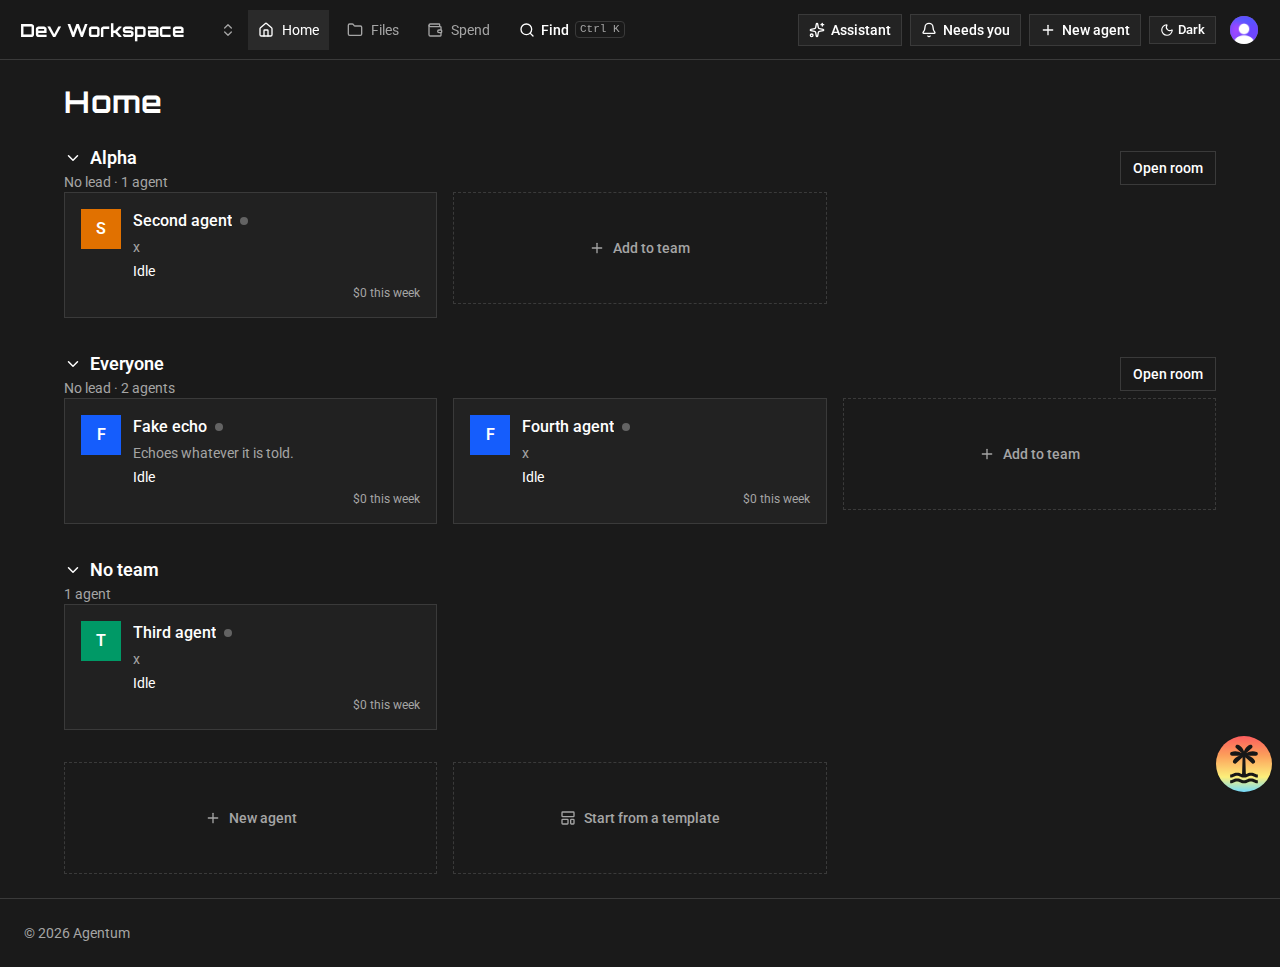 Dev Workspace
Home
Files
Spend
Find Ctrl K
Assistant
Needs you
New agent
Dark
Home
Alpha
No lead · 1 agent
Open room
S
Second agent
x
Idle
$0 this week
Add to team
Everyone
No lead · 2 agents
Open room
F
Fake echo
Echoes whatever it is told.
Idle
$0 this week
F
Fourth agent
x
Idle
$0 this week
Add to team
No team
1 agent
T
Third agent
x
Idle
$0 this week
New agent
Start from a template
© 2026 Agentum